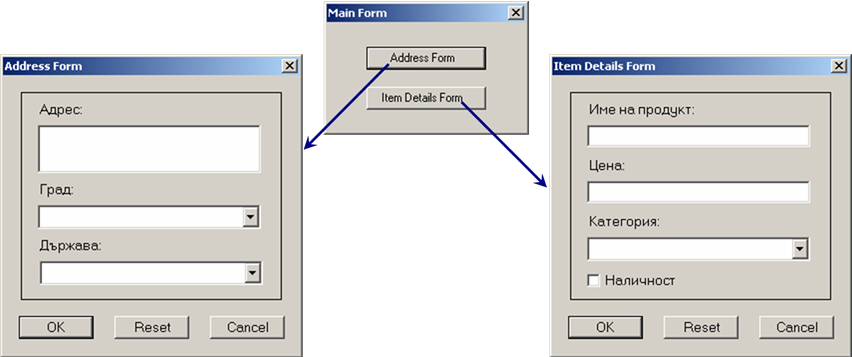 Main Form
Address Form
Item Details Form
Address Form
Адрес:
Град:
Държава:
OK
Reset
Cancel
Item Details Form
Име на продукт:
Цена:
Категория:
Наличност
OK
Reset
Cancel